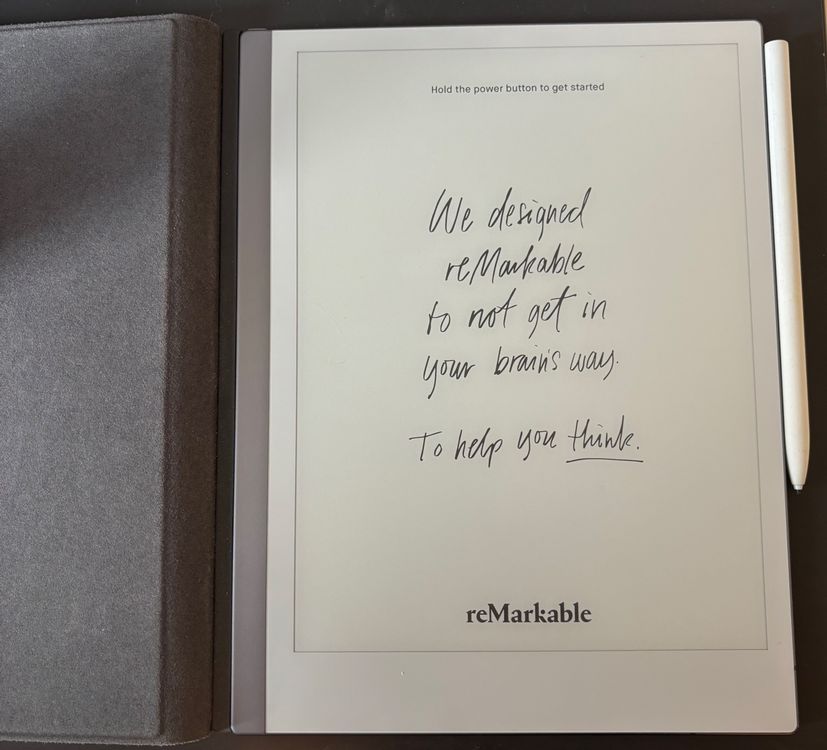 Hold the power button to get started
We designed
reMarkable
to not get in
your brain's way.
To help you think.
reMarkable